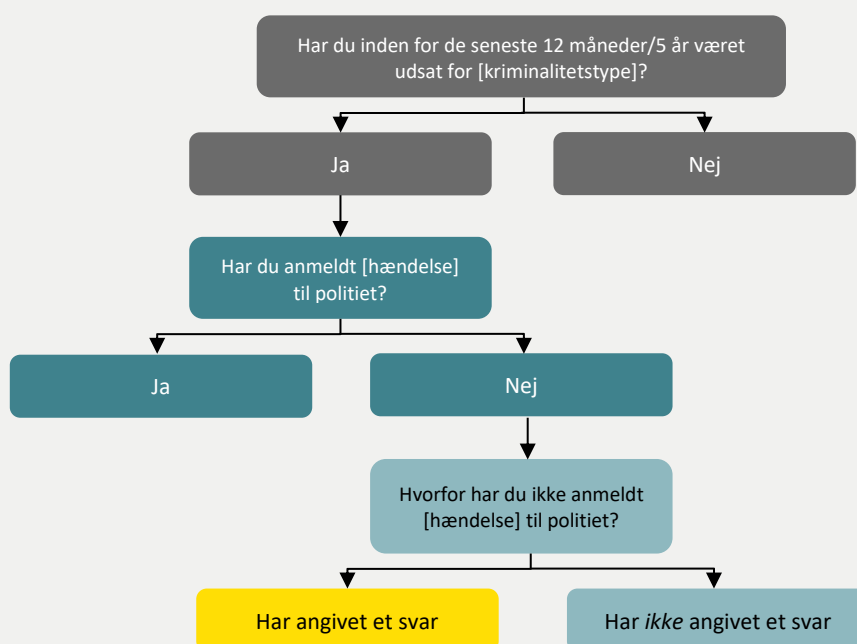 Har du inden for de seneste 12 måneder/5 år været
udsat for [kriminalitetstype]?
Ja
Nej
Har du anmeldt [hændelse]
til politiet?
Ja
Nej
Hvorfor har du ikke anmeldt
[hændelse] til politiet?
Har angivet et svar
Har ikke angivet et svar